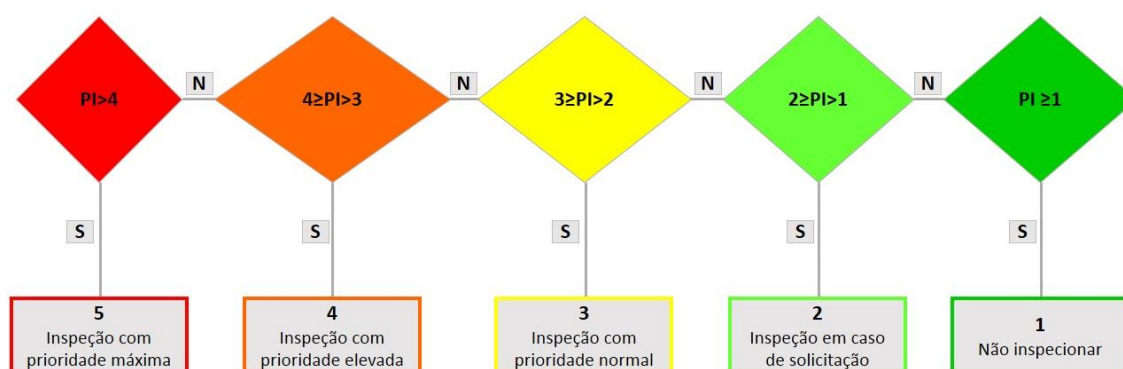 PI>4
N
4≥PI>3
N
3≥PI>2
N
2≥PI>1
N
PI ≥1
S
S
S
S
S
5
Inspeção com
prioridade máxima
4
Inspeção com
prioridade elevada
3
Inspeção com
prioridade normal
2
Inspeção em caso
de solicitação
1
Não inspecionar